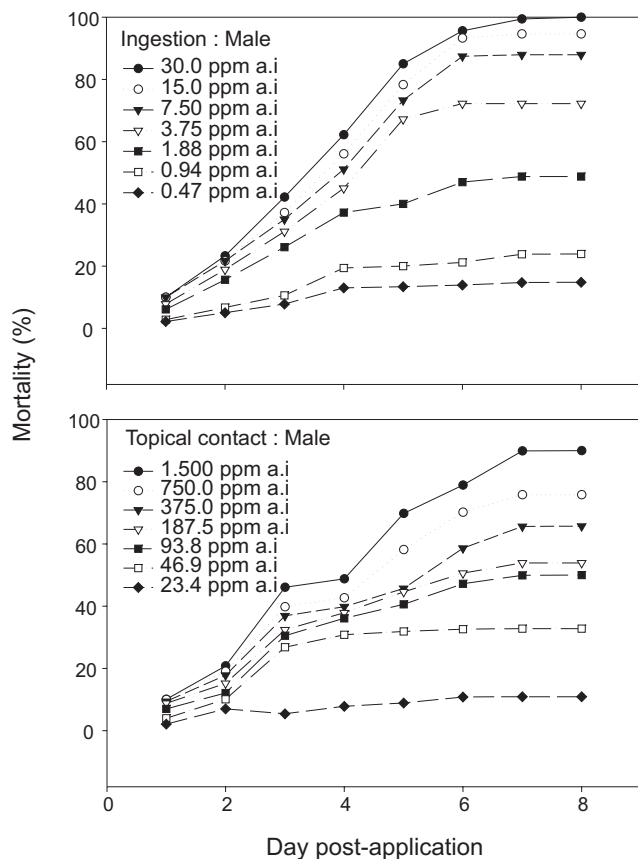 100
Ingestion : Male
80
30.0 ppm a.i
15.0 ppm a.i
7.50 ppm a.i
60
3.75 ppm a.i
1.88 ppm a.i
0.94 ppm a.i
40
0.47 ppm a.i
20
0
Mortality (%)
100
Topical contact : Male
80
1.500 ppm a.i
750.0 ppm a.i
375.0 ppm a.i
60
187.5 ppm a.i
93.8 ppm a.i
46.9 ppm a.i
40
23.4 ppm a.i
20
0
0 2 4 6 8
Day post-application